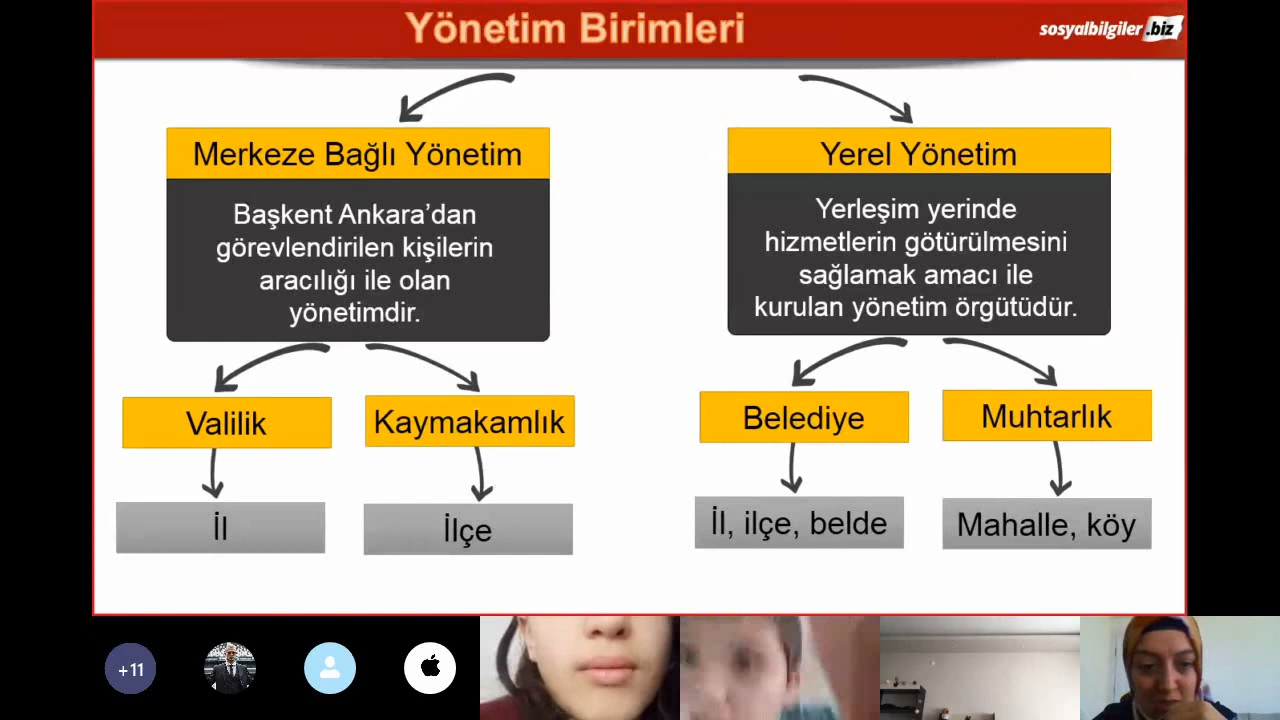 Yönetim Birimleri
sosyalbilgiler.biz
Merkeze Bağlı Yönetim
Başkent Ankara’dan
görevlendirilen kişilerin
aracılığı ile olan
yönetimdir.
Yerel Yönetim
Yerleşim yerinde
hizmetlerin götürülmesini
sağlamak amacı ile
kurulan yönetim örgütüdür.
Valilik
Kaymakamlık
Belediye
Muhtarlık
İl
İlçe
İl, ilçe, belde
Mahalle, köy
+11